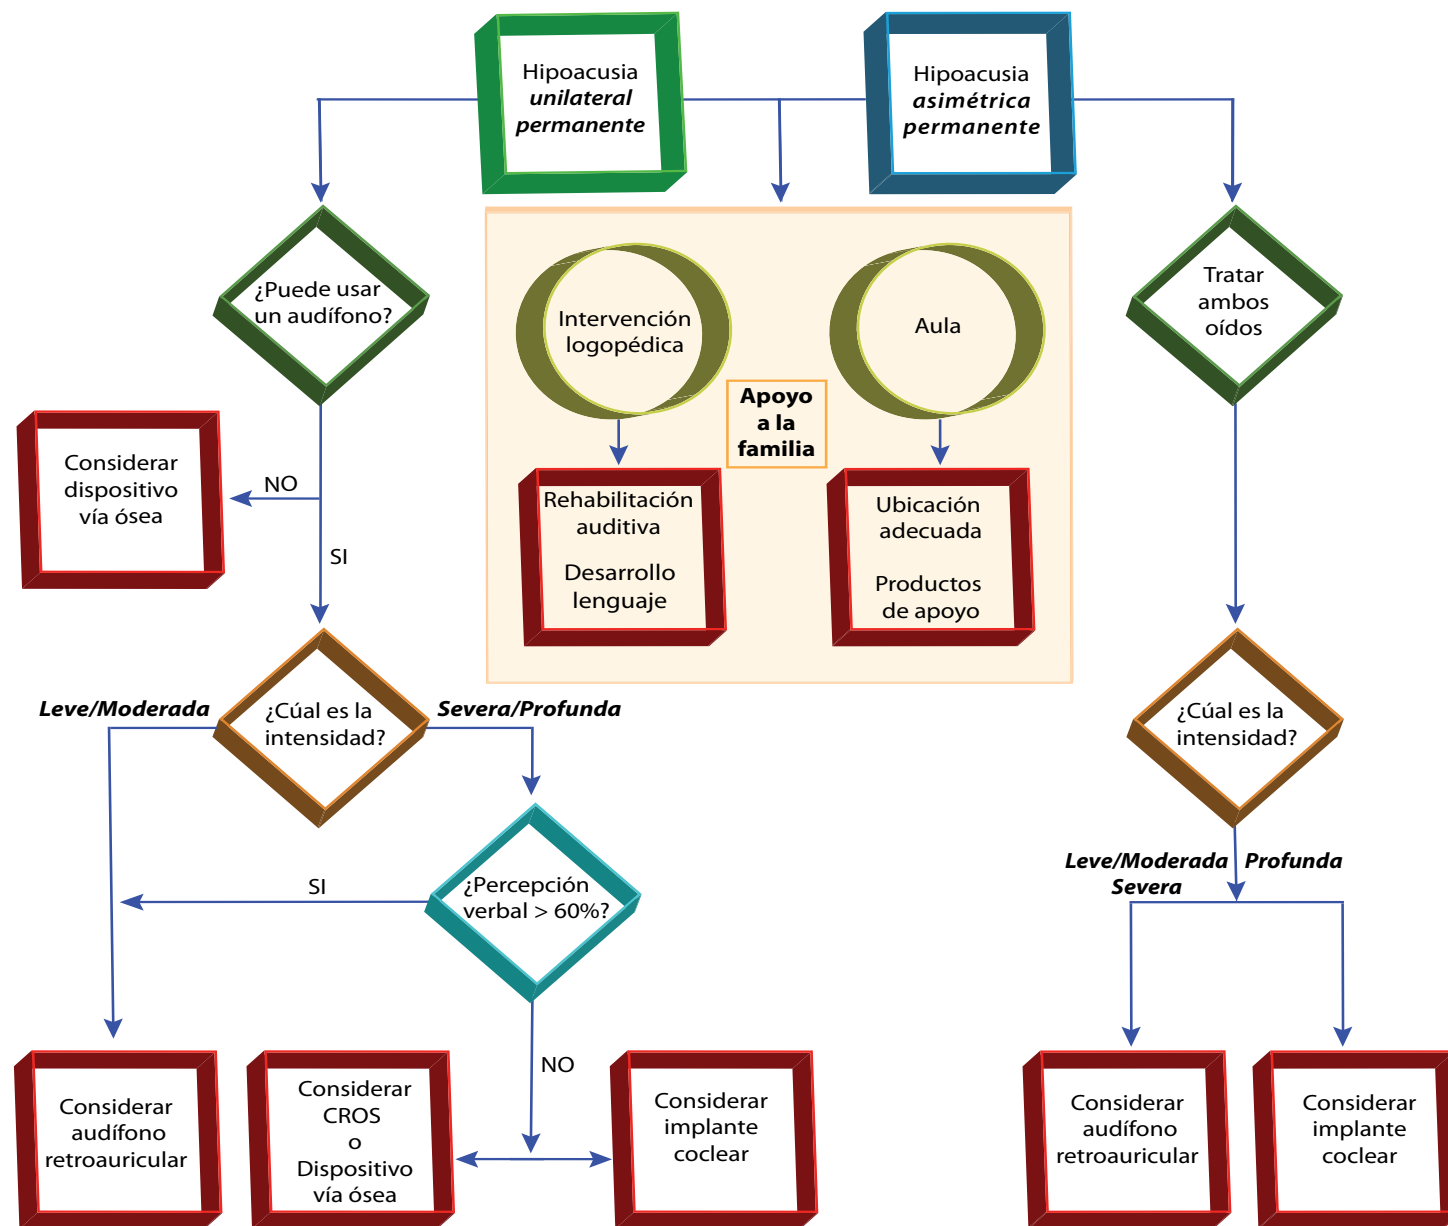 Hipoacusia
unilateral
permanente
Hipoacusia
asimétrica
permanente
¿Puede usar
un audífono?
Intervención
logopédica
Aula
Tratar
ambos
oídos
Apoyo
a la
familia
Considerar
dispositivo
vía ósea
NO
SI
Rehabilitación
auditiva
Desarrollo
lenguaje
Ubicación
adecuada
Productos
de apoyo
Leve/Moderada
¿Cúal es la
intensidad?
Severa/Profunda
¿Cúal es la
intensidad?
SI
¿Percepción
verbal > 60%?
Leve/Moderada
Severa
Profunda
NO
Considerar
audífono
retroauricular
Considerar
CROS
o
Dispositivo
vía ósea
Considerar
implante
coclear
Considerar
audífono
retroauricular
Considerar
implante
coclear